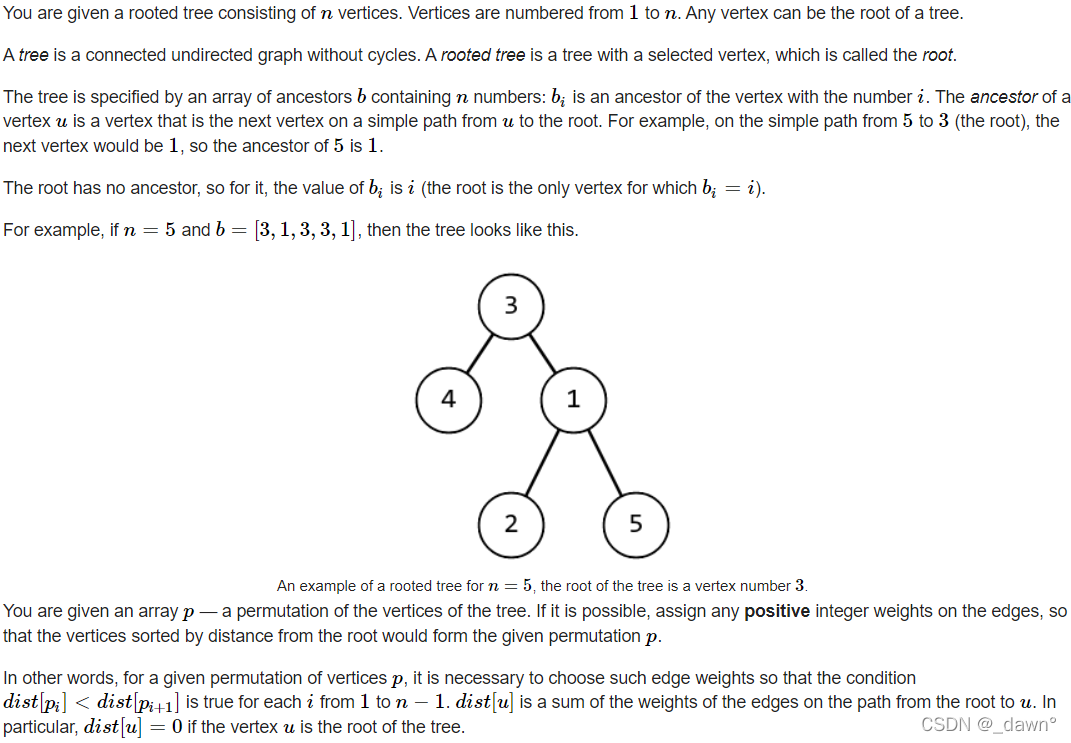 You are given a rooted tree consisting of n vertices. Vertices are numbered from 1 to n. Any vertex can be the root of a tree.
A tree is a connected undirected graph without cycles. A rooted tree is a tree with a selected vertex, which is called the root.
The tree is specified by an array of ancestors b containing n numbers: b_i is an ancestor of the vertex with the number i. The ancestor of a
vertex u is a vertex that is the next vertex on a simple path from u to the root. For example, on the simple path from 5 to 3 (the root), the
next vertex would be 1, so the ancestor of 5 is 1.
The root has no ancestor, so for it, the value of b_i is i (the root is the only vertex for which b_i = i).
For example, if n = 5 and b = [3, 1, 3, 3, 1], then the tree looks like this.
3
4 1
2 5
An example of a rooted tree for n = 5, the root of the tree is a vertex number 3.
You are given an array p — a permutation of the vertices of the tree. If it is possible, assign any positive integer weights on the edges, so
that the vertices sorted by distance from the root would form the given permutation p.
In other words, for a given permutation of vertices p, it is necessary to choose such edge weights so that the condition
dist[p_i] < dist[p_{i+1}] is true for each i from 1 to n − 1. dist[u] is a sum of the weights of the edges on the path from the root to u. In
particular, dist[u] = 0 if the vertex u is the root of the tree.
CSDN @_dawn°